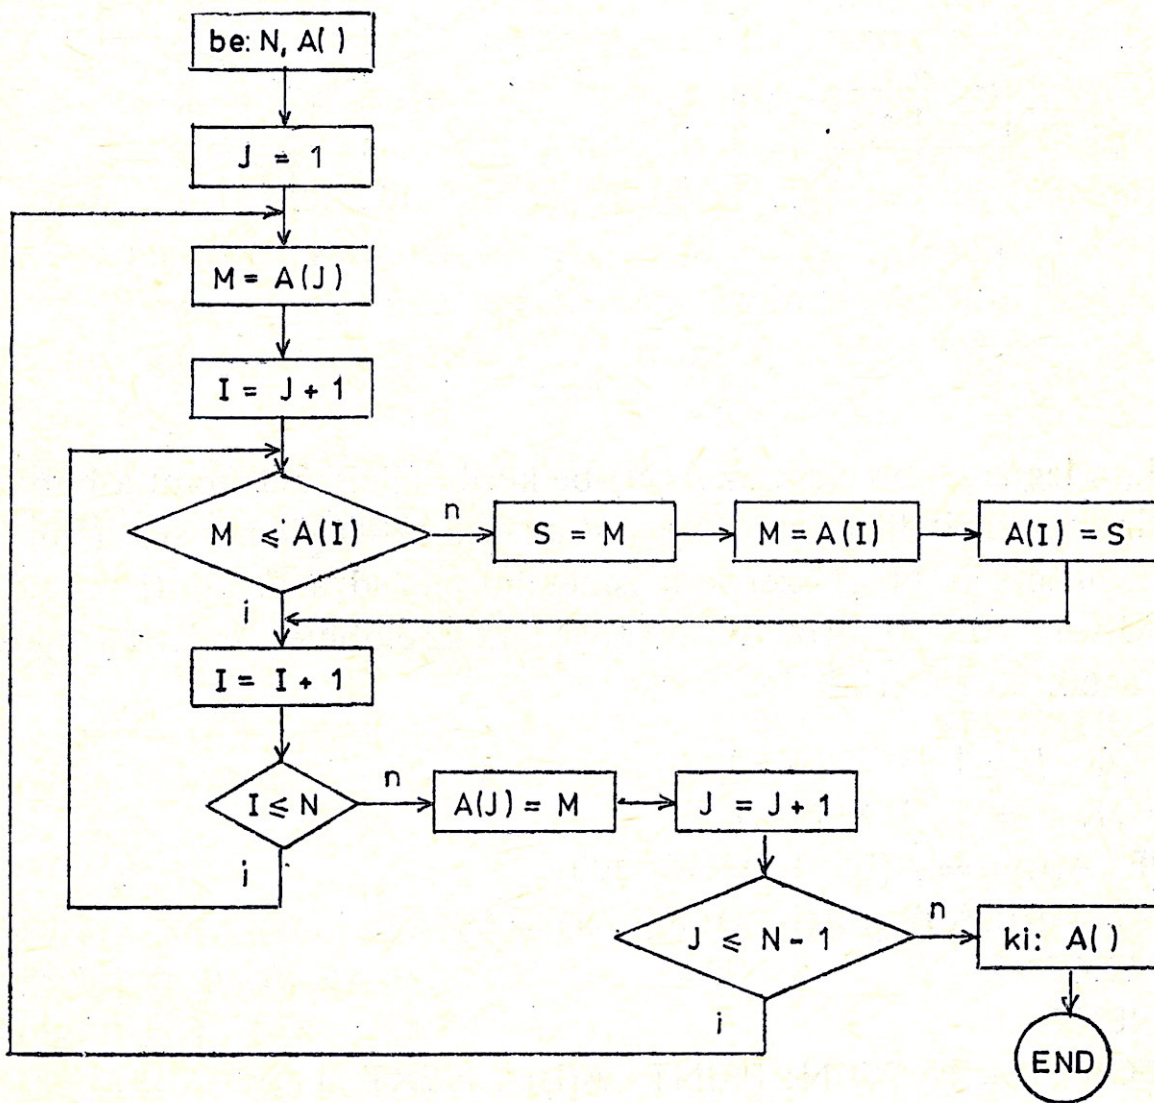 be: N, A( )
J = 1
M = A(J)
I = J + 1
M ≤ A(I)
n
S = M
M = A(I)
A(I) = S
i
I = I + 1
I ≤ N
n
A(J) = M
J = J + 1
i
J ≤ N - 1
n
ki: A( )
i
END